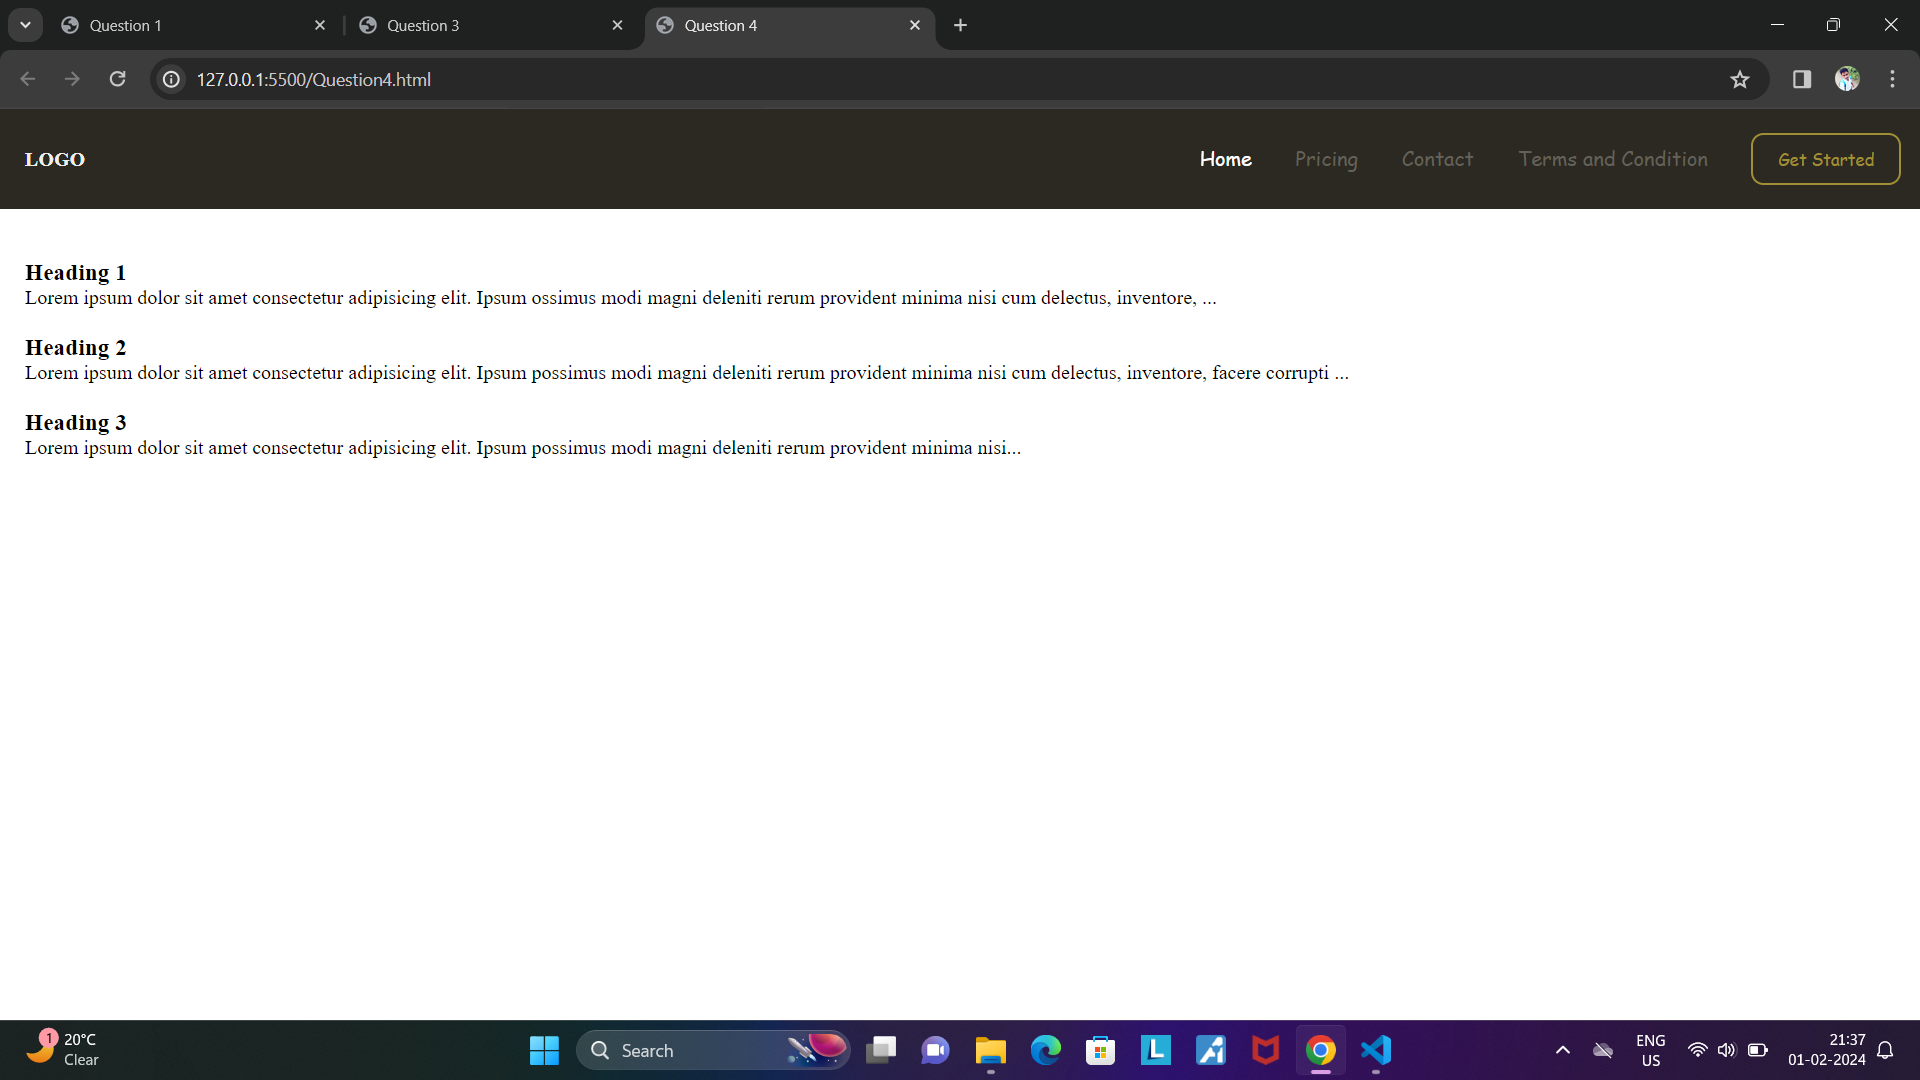 Question 1
Question 3
Question 4
127.0.0.1:5500/Question4.html
LOGO
Home
Pricing
Contact
Terms and Condition
Get Started
Heading 1
Lorem ipsum dolor sit amet consectetur adipisicing elit. Ipsum ossimus modi magni deleniti rerum provident minima nisi cum delectus, inventore, ...
Heading 2
Lorem ipsum dolor sit amet consectetur adipisicing elit. Ipsum possimus modi magni deleniti rerum provident minima nisi cum delectus, inventore, facere corrupti ...
Heading 3
Lorem ipsum dolor sit amet consectetur adipisicing elit. Ipsum possimus modi magni deleniti rerum provident minima nisi...
1
20°C
Clear
Search
L
ENG
US
21:37
01-02-2024